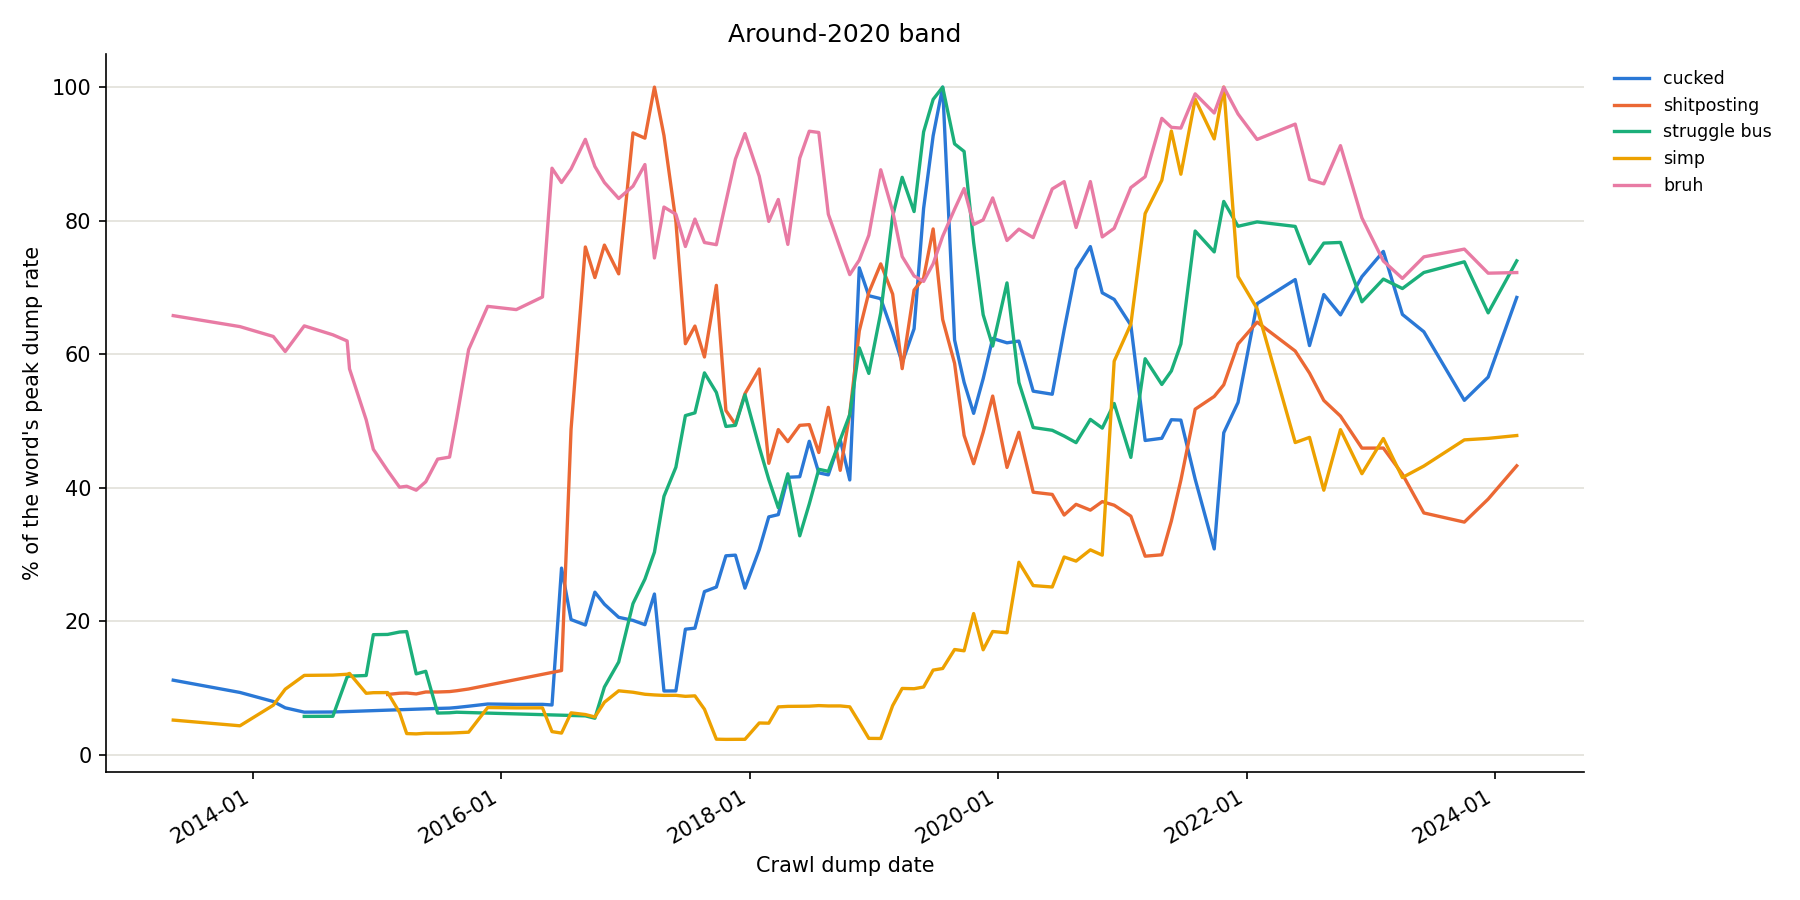 Around-2020 band
% of the word's peak dump rate
100
80
60
40
20
0
2014-01
2016-01
2018-01
2020-01
2022-01
2024-01
Crawl dump date
cucked
shitposting
struggle bus
simp
bruh